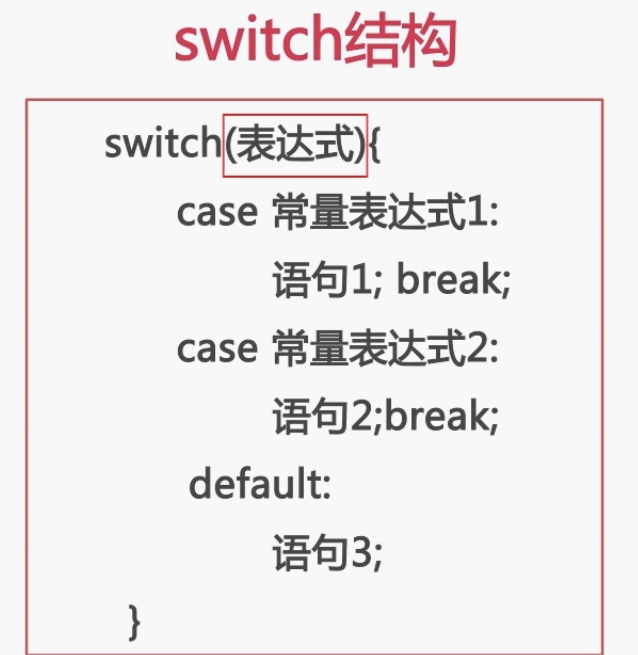 switch结构
switch(表达式){
case 常量表达式1:
语句1; break;
case 常量表达式2:
语句2;break;
default:
语句3;
}